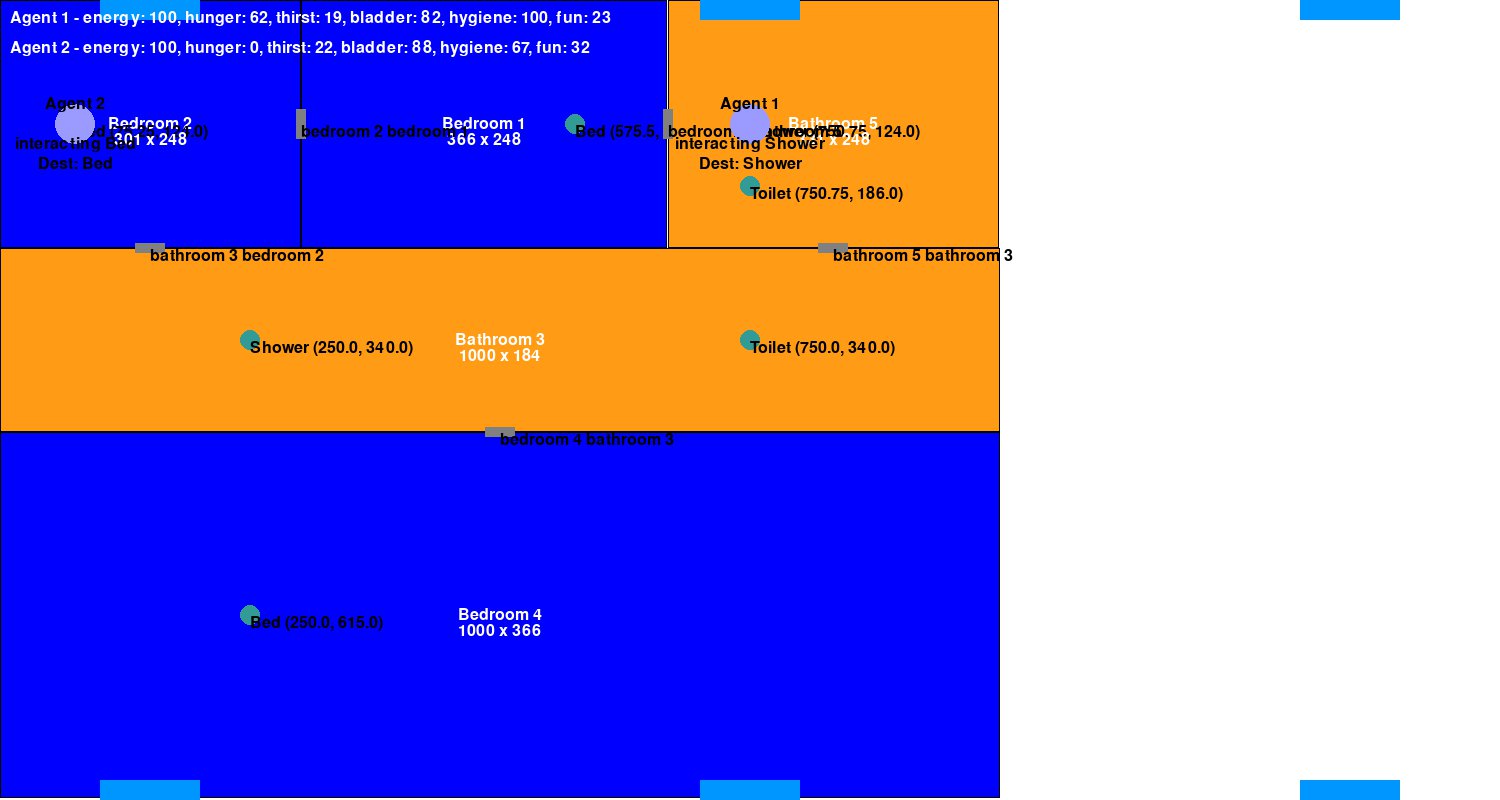 Agent 1 - energy: 100, hunger: 62, thirst: 19, bladder: 82, hygiene: 100, fun: 23
Agent 2 - energy: 100, hunger: 0, thirst: 22, bladder: 88, hygiene: 67, fun: 32
Agent 2
Agent 1
Bedroom 2
301 x 248
Bedroom 1
366 x 248
Bathroom 5
x 248
bedroom 2 bedroom
Bed (575.5,
(750.75, 124.0)
interacting Bed
interacting Shower
Dest: Bed
Dest: Shower
Toilet (750.75, 186.0)
bathroom 3 bedroom 2
bathroom 5 bathroom 3
Shower (250.0, 340.0)
Bathroom 3
1000 x 184
Toilet (750.0, 340.0)
bedroom 4 bathroom 3
Bed (250.0, 615.0)
Bedroom 4
1000 x 366